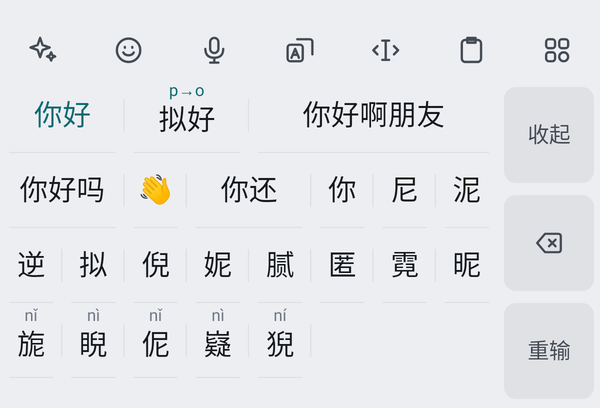 p→o
你好 拟好 你好啊朋友 收起
你好吗 👋 你还 你 尼 泥
逆 拟 倪 妮 腻 匿 霓 昵
nǐ nì nǐ nì ní
旎 睨 伲 嶷 猊 重输